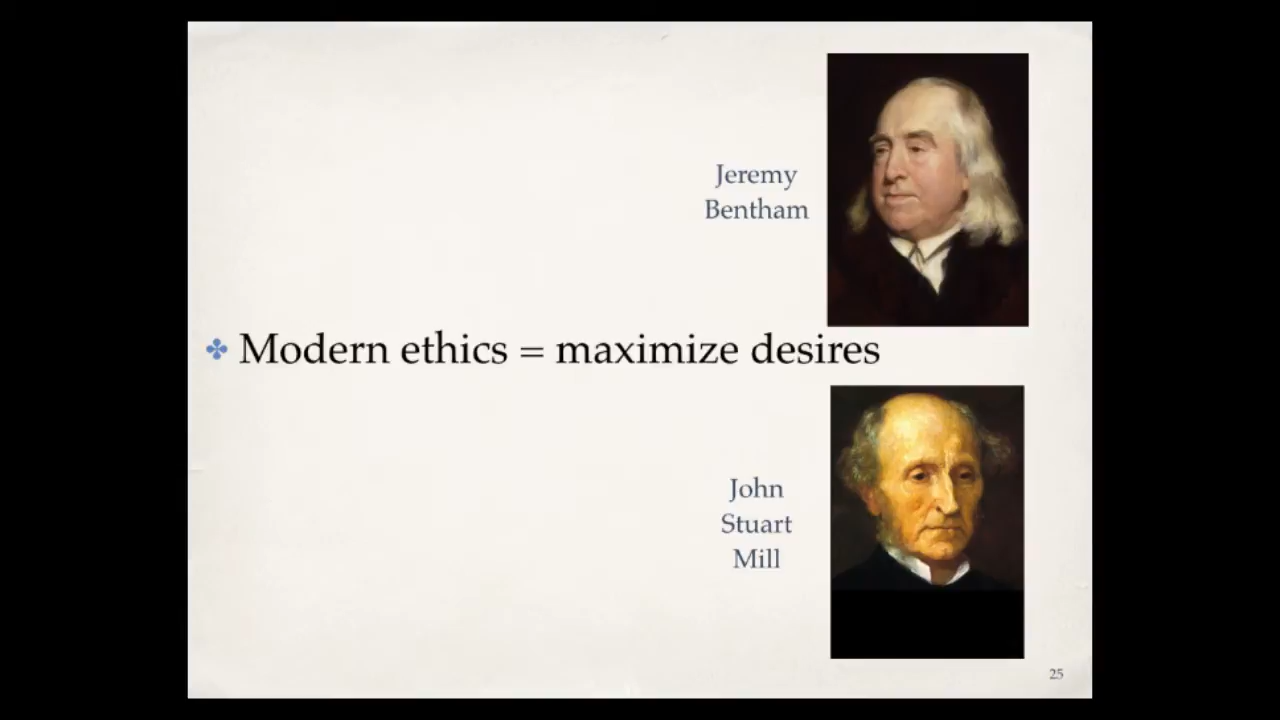 Jeremy
Bentham
Modern ethics = maximize desires
John
Stuart
Mill
25